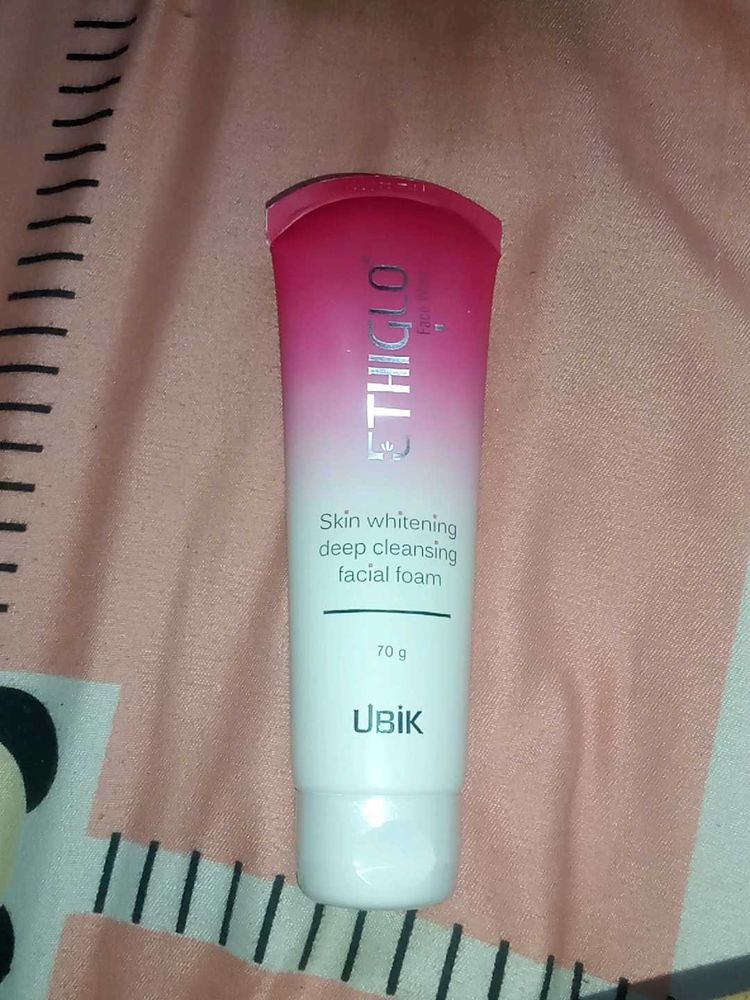 ETHIGLO®
Face Wash
Skin whitening
deep cleansing
facial foam
70 g
UBiK